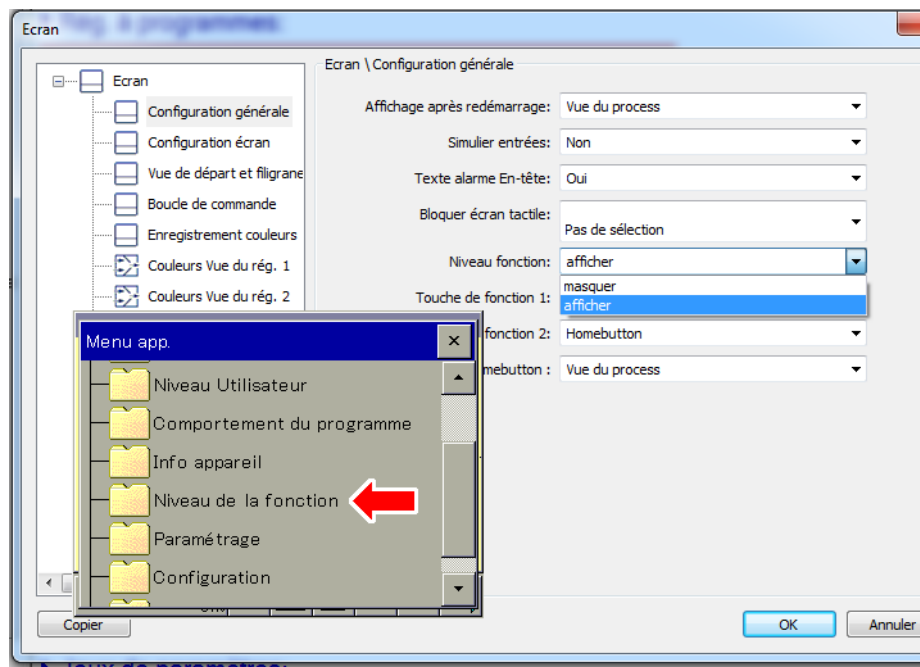 Rég. à programmes:
Ecran
Ecran \ Configuration générale
Ecran
Configuration générale
Configuration écran
Vue de départ et filigrane
Boucle de commande
Enregistrement couleurs
Couleurs Vue du rég. 1
Couleurs Vue du rég. 2
Affichage après redémarrage: Vue du process
Simulier entrées: Non
Texte alarme En-tête: Oui
Bloquer écran tactile: Pas de sélection
Niveau fonction: afficher
masquer
afficher
Touche de fonction 1:
fonction 2: Homebutton
mebutton : Vue du process
Menu app.
Niveau Utilisateur
Comportement du programme
Info appareil
Niveau de la fonction
Paramétrage
Configuration
Copier
OK
Annuler